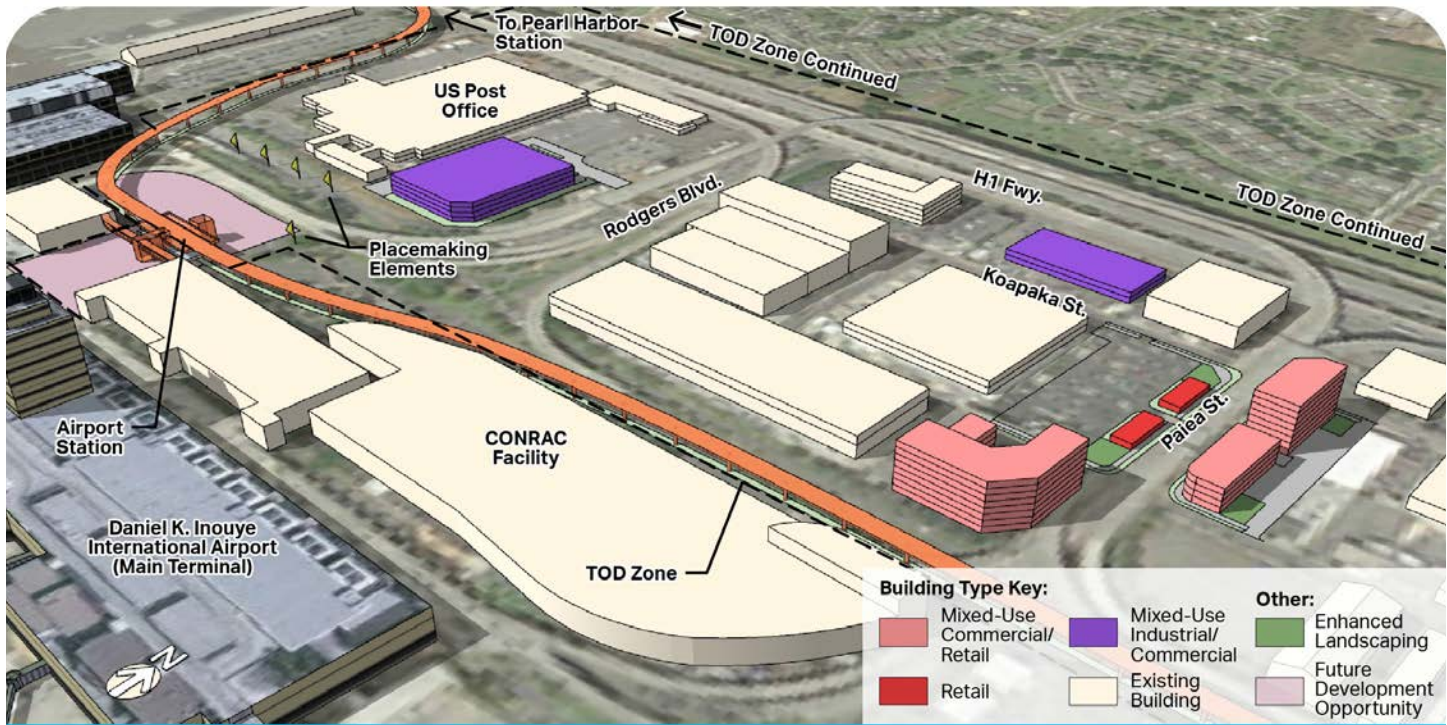 To Pearl Harbor
Station
TOD Zone Continued
US Post
Office
H1 Fwy.
TOD Zone Continued
Rodgers Blvd.
Placemaking
Elements
Koapaka St.
Paiea St.
Airport
Station
CONRAC
Facility
Daniel K. Inouye
International Airport
(Main Terminal)
TOD Zone
N
Building Type Key:
Mixed-Use
Commercial/
Retail
Mixed-Use
Industrial/
Commercial
Retail
Existing
Building
Other:
Enhanced
Landscaping
Future
Development
Opportunity